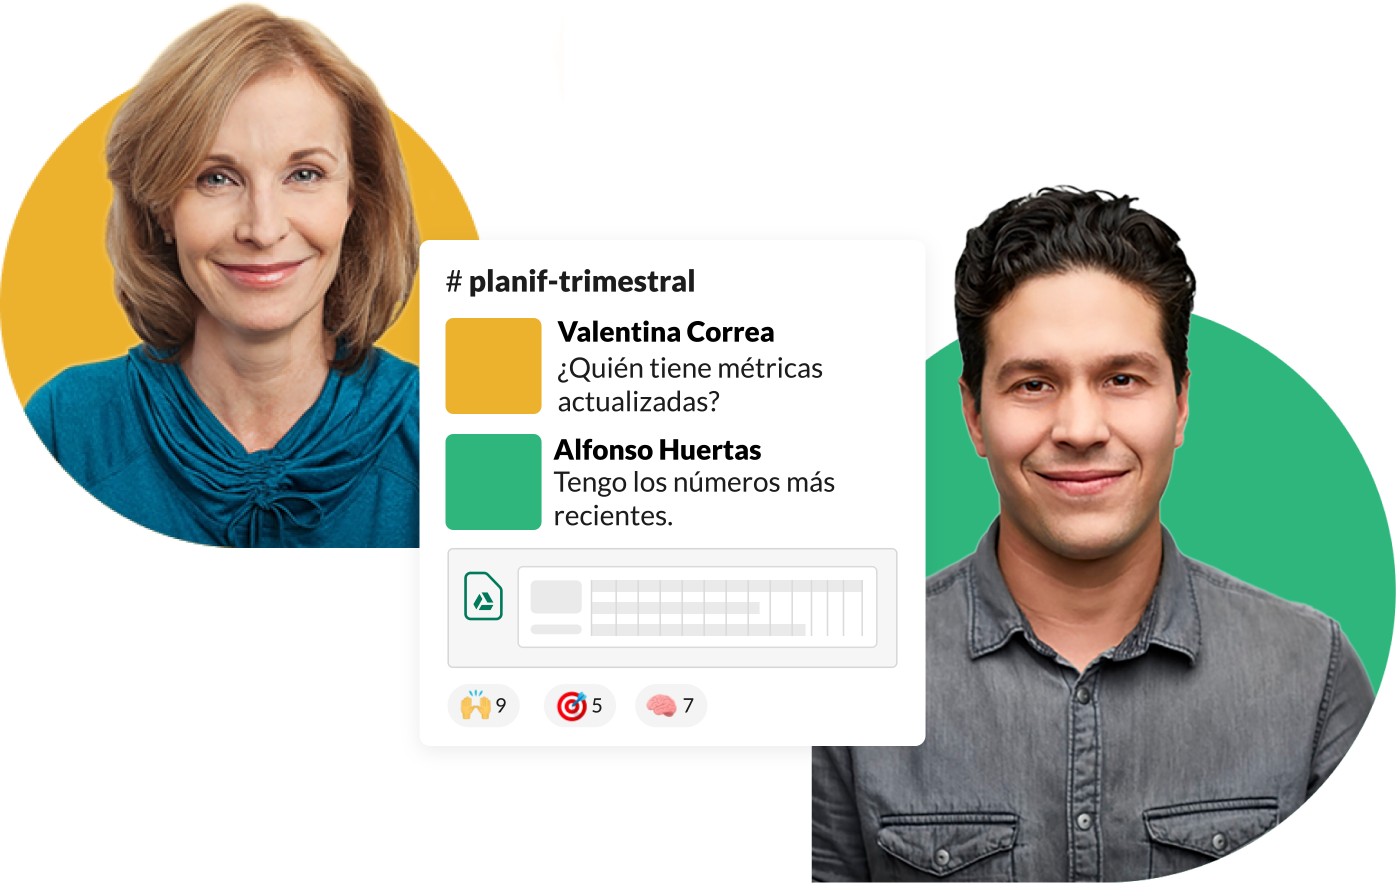 # planif-trimestral
Valentina Correa
¿Quién tiene métricas
actualizadas?
Alfonso Huertas
Tengo los números más
recientes.
9 5 7